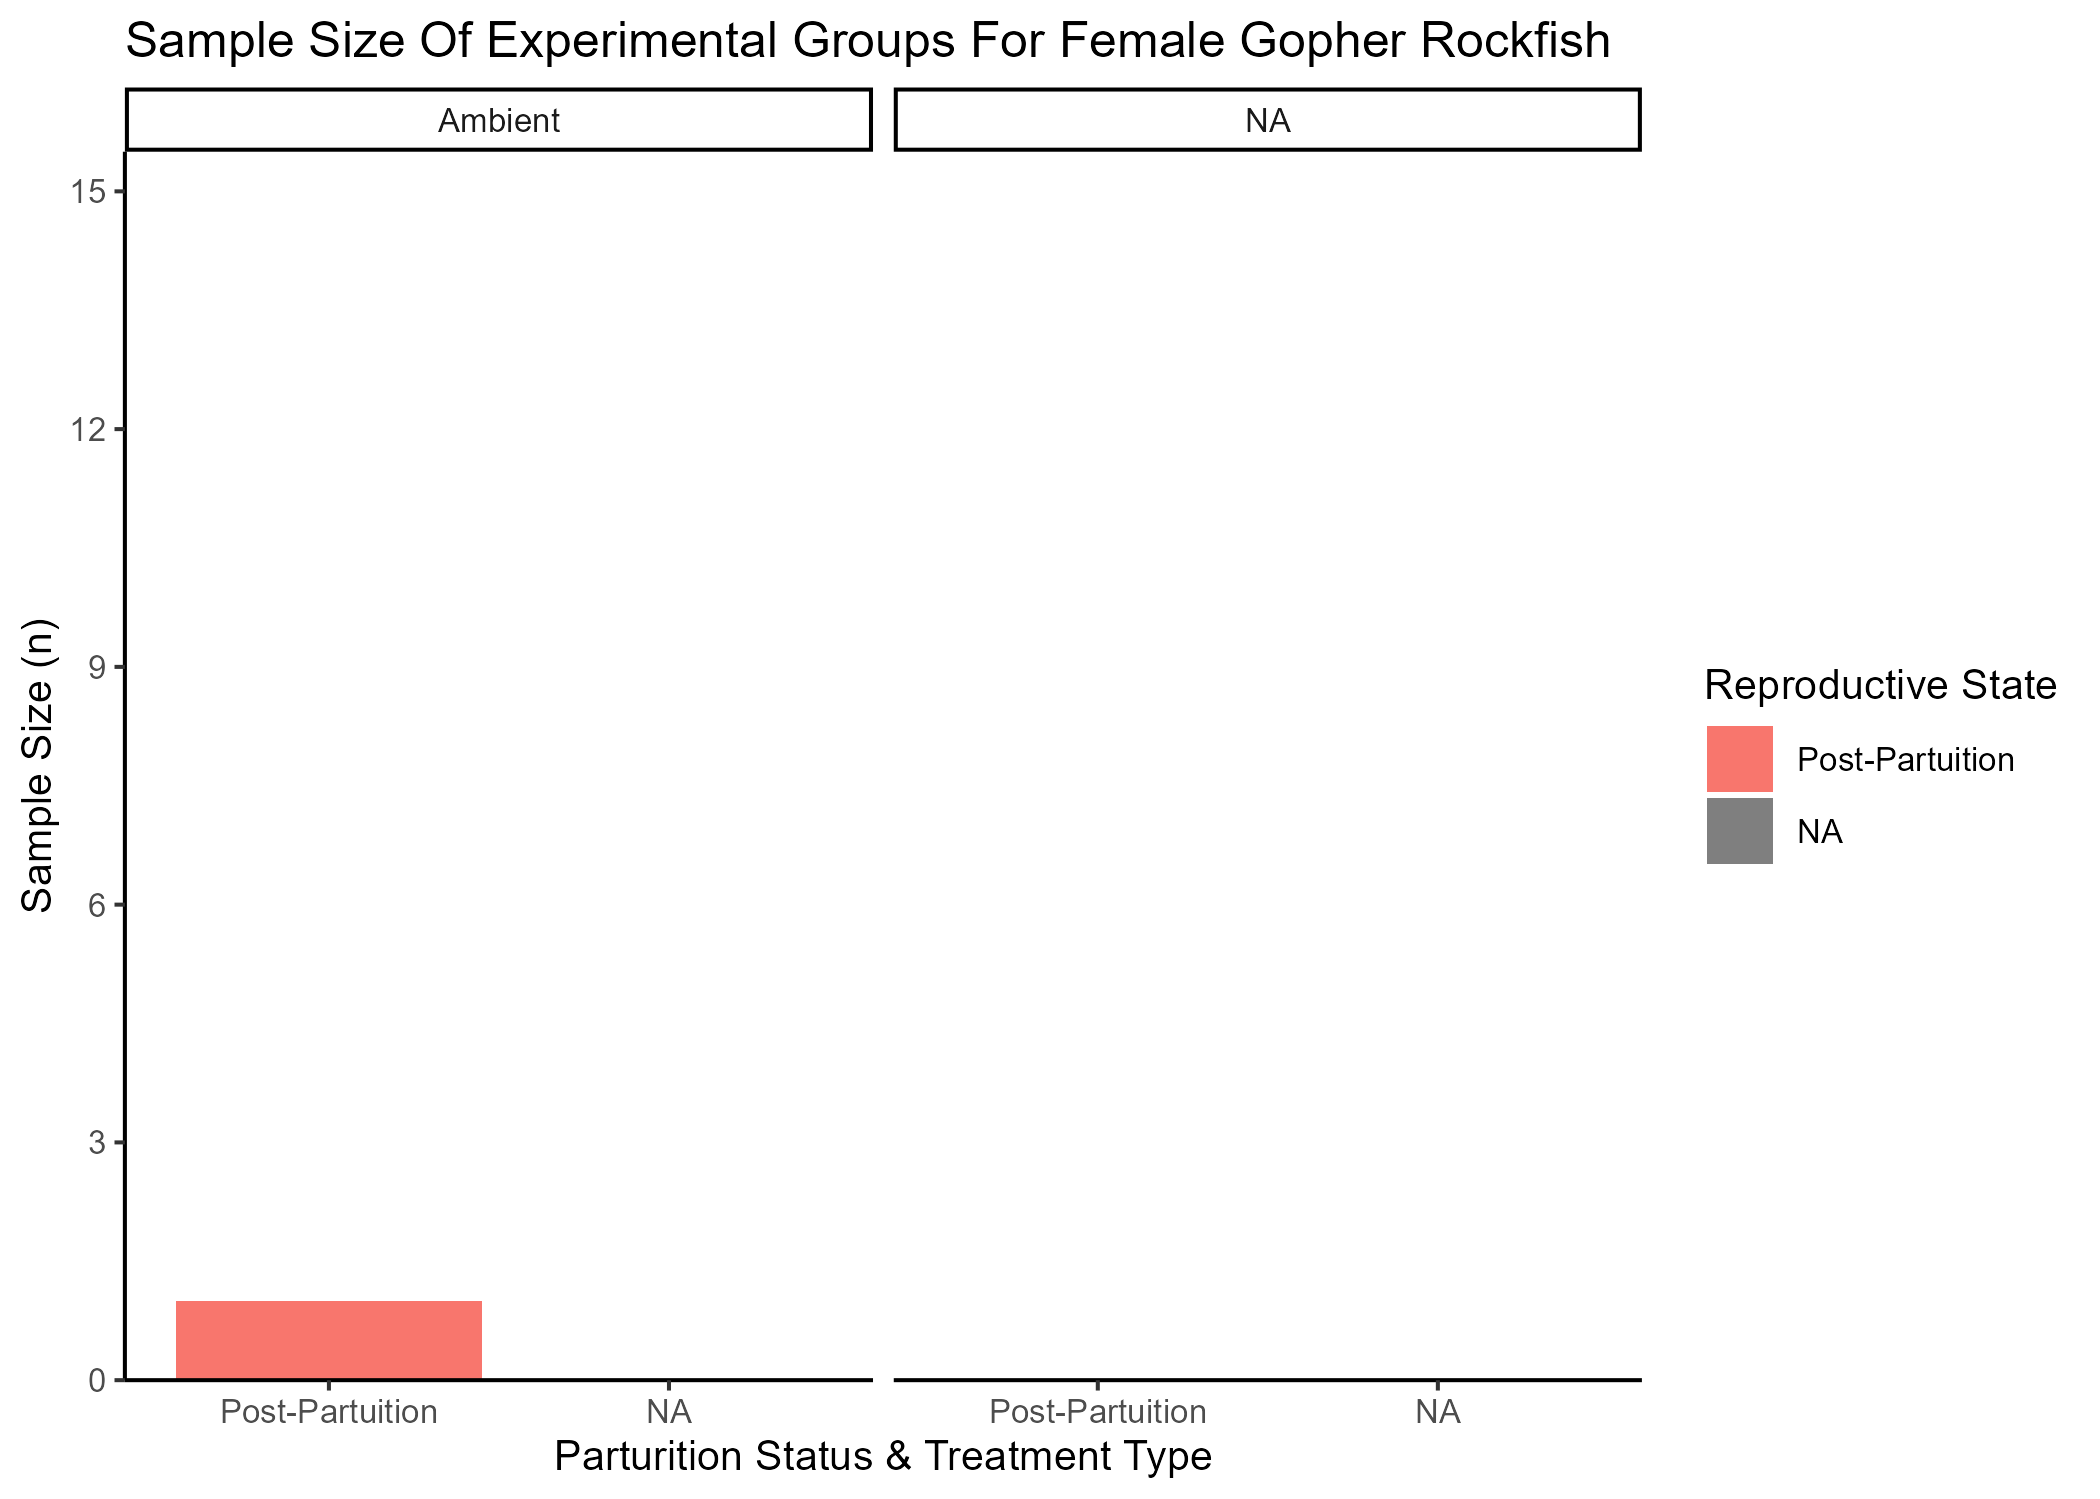 Sample Size Of Experimental Groups For Female Gopher Rockfish
Ambient
NA
15
12
9
6
3
0
Sample Size (n)
Post-Partuition
NA
Post-Partuition
NA
Parturition Status & Treatment Type
Reproductive State
Post-Partuition
NA